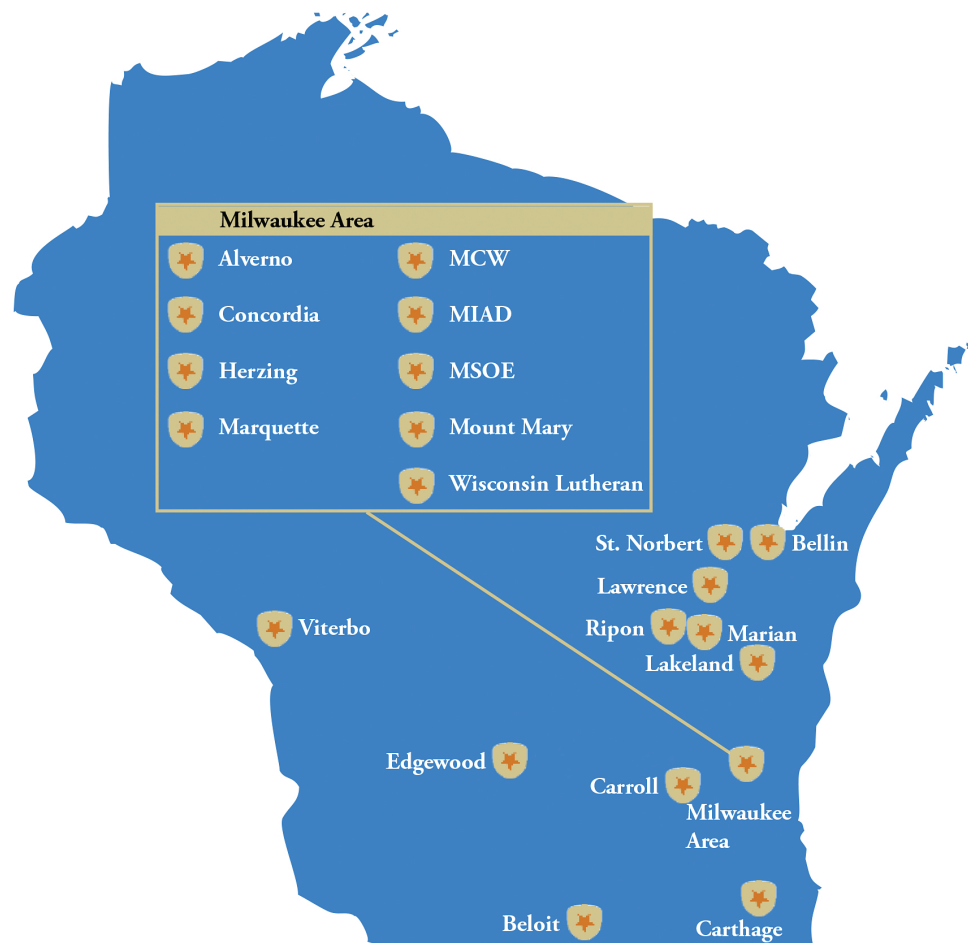 Milwaukee Area
Alverno
MCW
Concordia
MIAD
Herzing
MSOE
Marquette
Mount Mary
Wisconsin Lutheran
St. Norbert
Bellin
Lawrence
Ripon
Marian
Viterbo
Lakeland
Edgewood
Carroll
Milwaukee
Area
Beloit
Carthage